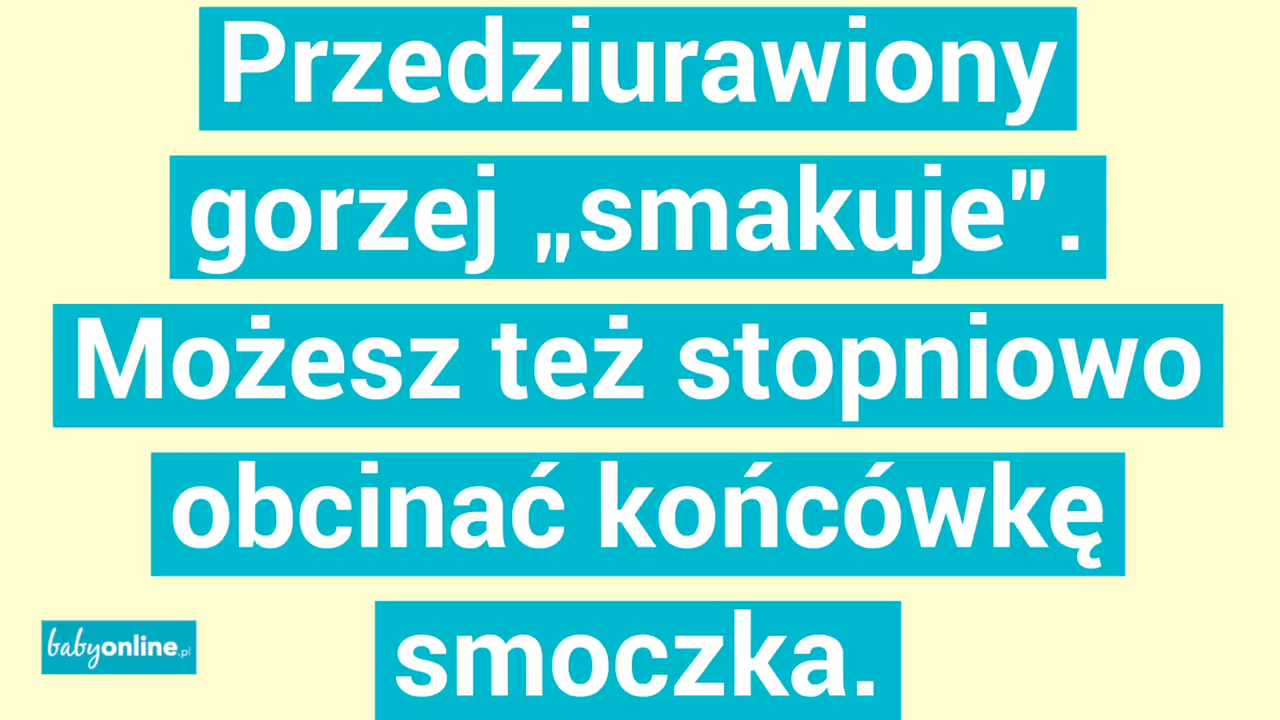 Przedziurawiony
gorzej „smakuje".
Możesz też stopniowo
obcinać końcówkę
smoczka.
babyonline.pl